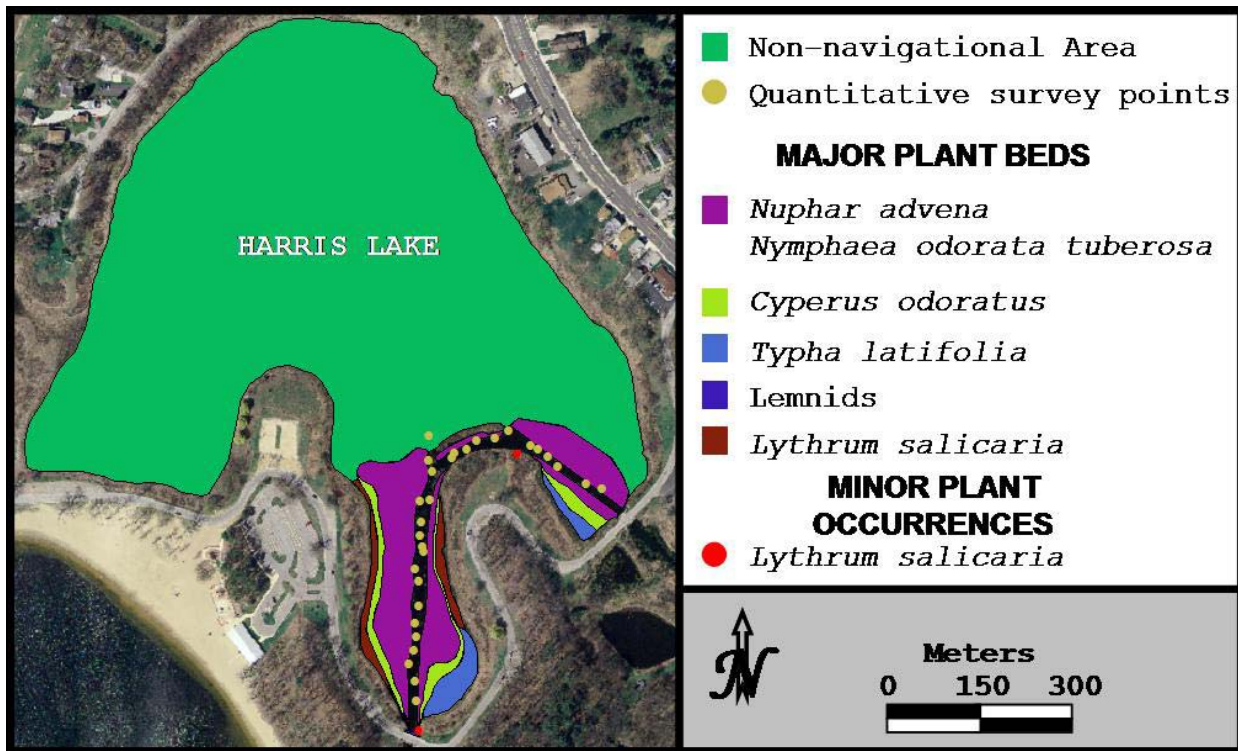 HARRIS LAKE
Non-navigational Area
Quantitative survey points
MAJOR PLANT BEDS
Nuphar advena
Nymphaea odorata tuberosa
Cyperus odoratus
Typha latifolia
Lemnids
Lythrum salicaria
MINOR PLANT
OCCURRENCES
Lythrum salicaria
N
Meters
0 150 300